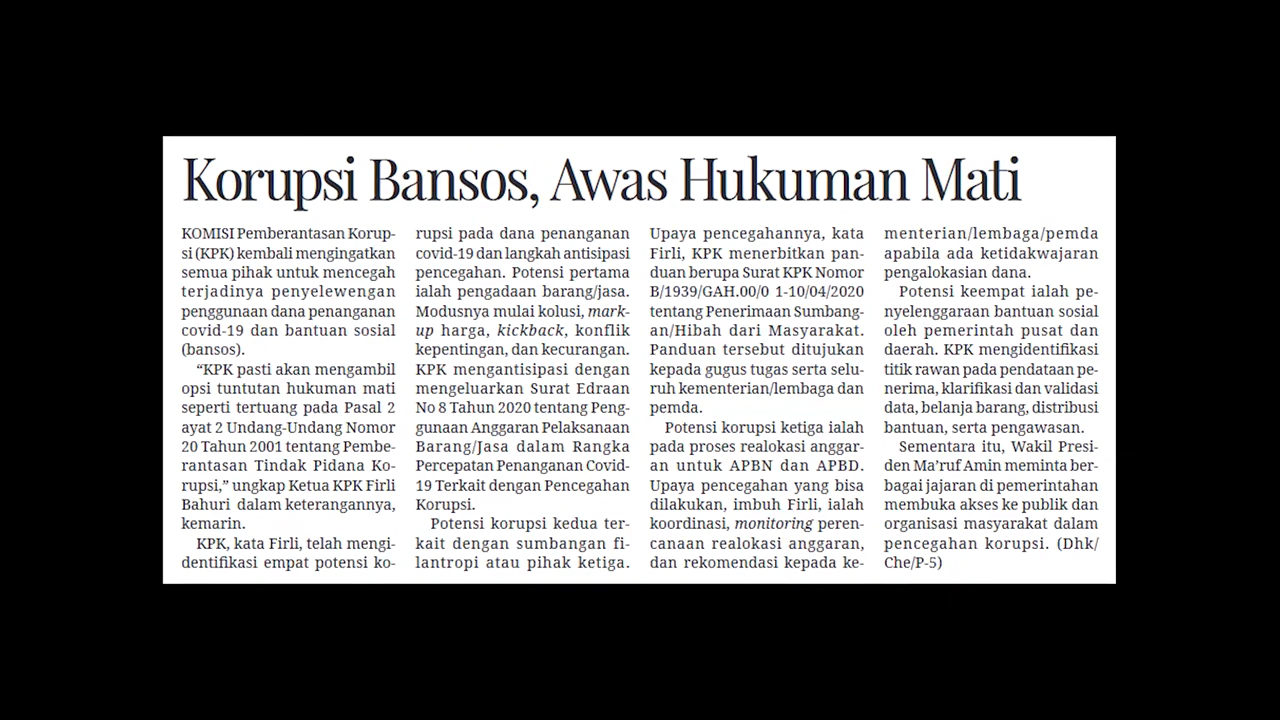 Korupsi Bansos, Awas Hukuman Mati
KOMISI Pemberantasan Korup-
si (KPK) kembali mengingatkan
semua pihak untuk mencegah
terjadinya penyelewengan
penggunaan dana penanganan
covid-19 dan bantuan sosial
(bansos).
“KPK pasti akan mengambil
opsi tuntutan hukuman mati
seperti tertuang pada Pasal 2
ayat 2 Undang-Undang Nomor
20 Tahun 2001 tentang Pembe-
rantasan Tindak Pidana Ko-
rupsi,” ungkap Ketua KPK Firli
Bahuri dalam keterangannya,
kemarin.
KPK, kata Firli, telah mengi-
dentifikasi empat potensi ko-
rupsi pada dana penanganan
covid-19 dan langkah antisipasi
pencegahan. Potensi pertama
ialah pengadaan barang/jasa.
Modusnya mulai kolusi, mark-
up harga, kickback, konflik
kepentingan, dan kecurangan.
KPK mengantisipasi dengan
mengeluarkan Surat Edraan
No 8 Tahun 2020 tentang Peng-
gunaan Anggaran Pelaksanaan
Barang/Jasa dalam Rangka
Percepatan Penanganan Covid-
19 Terkait dengan Pencegahan
Korupsi.
Potensi korupsi kedua ter-
kait dengan sumbangan fi-
lantropi atau pihak ketiga.
Upaya pencegahannya, kata
Firli, KPK menerbitkan pan-
duan berupa Surat KPK Nomor
B/1939/GAH.00/0 1-10/04/2020
tentang Penerimaan Sumbang-
an/Hibah dari Masyarakat.
Panduan tersebut ditujukan
kepada gugus tugas serta selu-
ruh kementerian/lembaga dan
pemda.
Potensi korupsi ketiga ialah
pada proses realokasi anggar-
an untuk APBN dan APBD.
Upaya pencegahan yang bisa
dilakukan, imbuh Firli, ialah
koordinasi, monitoring peren-
canaan realokasi anggaran,
dan rekomendasi kepada ke-
menterian/lembaga/pemda
apabila ada ketidakwajaran
pengalokasian dana.
Potensi keempat ialah pe-
nyelenggaraan bantuan sosial
oleh pemerintah pusat dan
daerah. KPK mengidentifikasi
titik rawan pada pendataan pe-
nerima, klarifikasi dan validasi
data, belanja barang, distribusi
bantuan, serta pengawasan.
Sementara itu, Wakil Presi-
den Ma’ruf Amin meminta ber-
bagai jajaran di pemerintahan
membuka akses ke publik dan
organisasi masyarakat dalam
pencegahan korupsi. (Dhk/
Che/P-5)